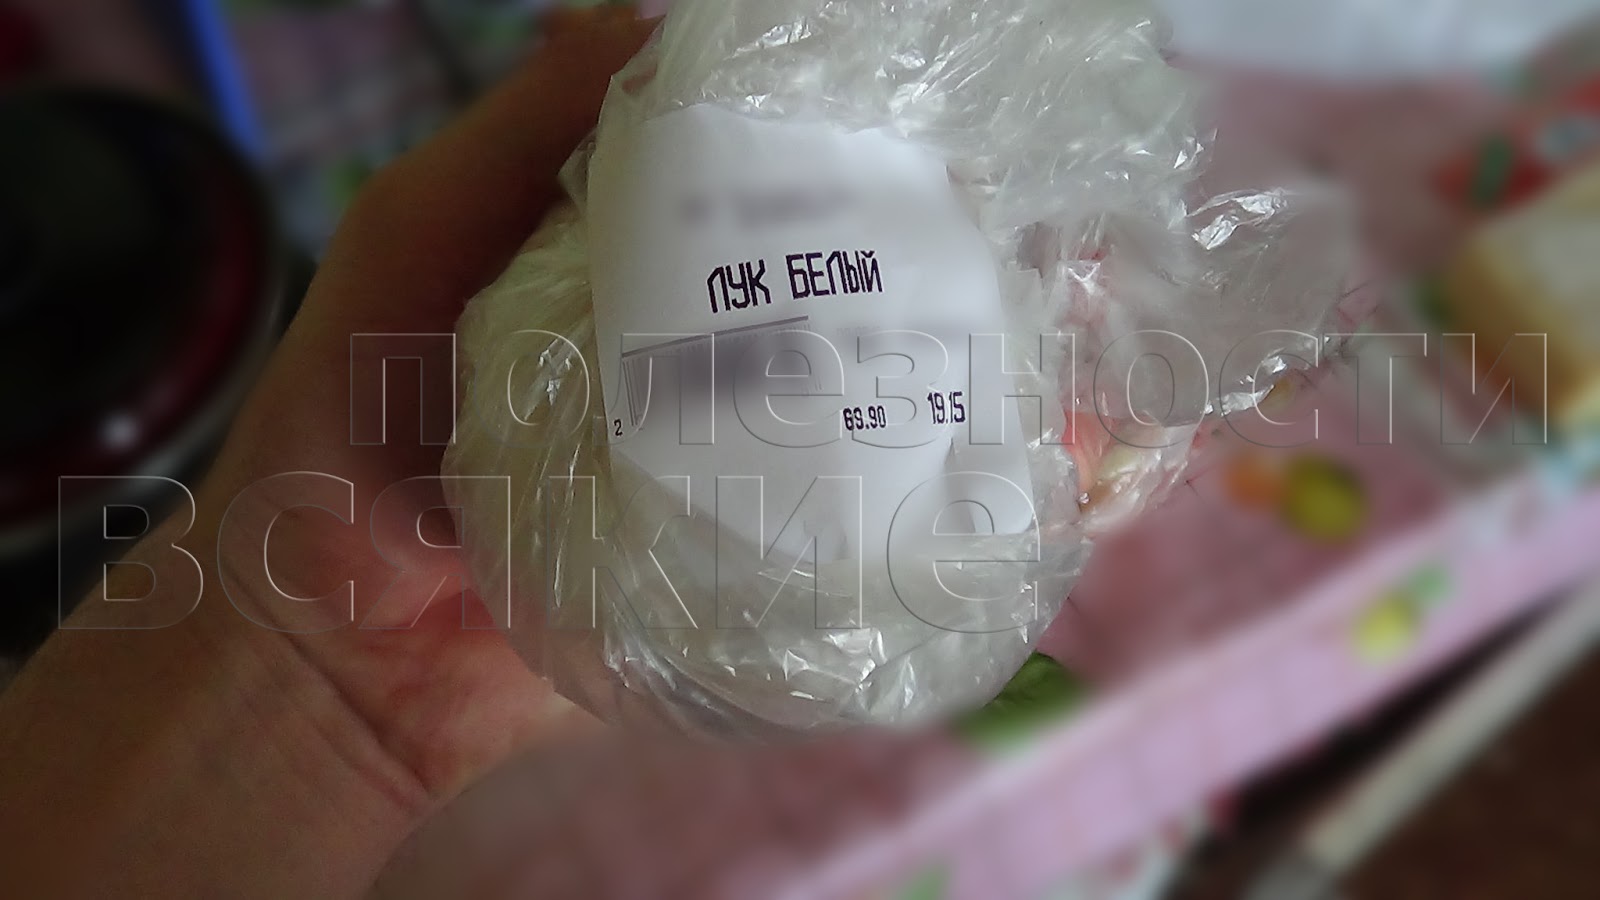 ЛУК БЕЛЫЙ
2
69.90 19.15
полезности
всякие